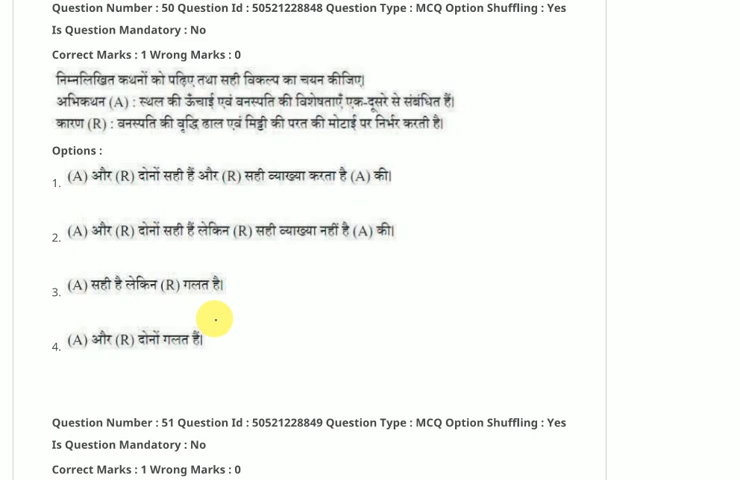 Question Number : 50 Question Id : 50521228848 Question Type : MCQ Option Shuffling : Yes
Is Question Mandatory : No
Correct Marks : 1 Wrong Marks : 0
निम्नलिखित कथनों को पढ़िए तथा सही विकल्प का चयन कीजिए|
अभिकथन (A) : स्थल की ऊँचाई एवं वनस्पति की विशेषताएँ एक-दूसरे से संबंधित हैं|
कारण (R) : वनस्पति की वृद्धि ढाल एवं मिट्टी की परत की मोटाई पर निर्भर करती है|
Options :
1. (A) और (R) दोनों सही हैं और (R) सही व्याख्या करता है (A) की|
2. (A) और (R) दोनों सही हैं लेकिन (R) सही व्याख्या नहीं है (A) की|
3. (A) सही है लेकिन (R) गलत है|
4. (A) और (R) दोनों गलत हैं|
Question Number : 51 Question Id : 50521228849 Question Type : MCQ Option Shuffling : Yes
Is Question Mandatory : No
Correct Marks : 1 Wrong Marks : 0